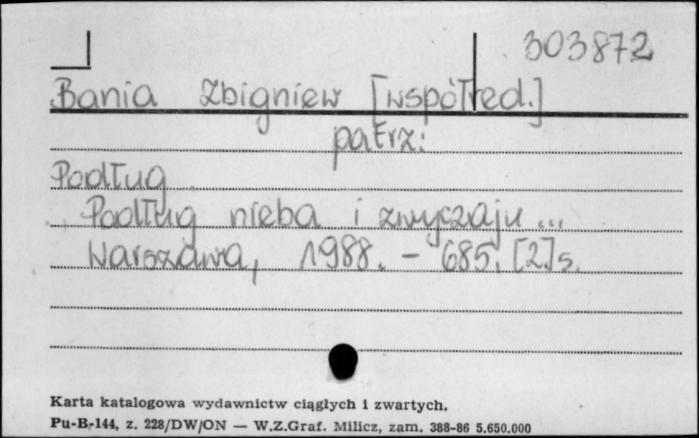 303872
Bania Zbigniew [współred.]
patrz:
Podług
Podług nieba i zwyczaju...
Warszawa, 1988. - 685, [2] s.
Karta katalogowa wydawnictw ciągłych i zwartych.
Pu-B-144, z. 228/DW/ON — W.Z.Graf. Milicz, zam. 388-86 5.650.000